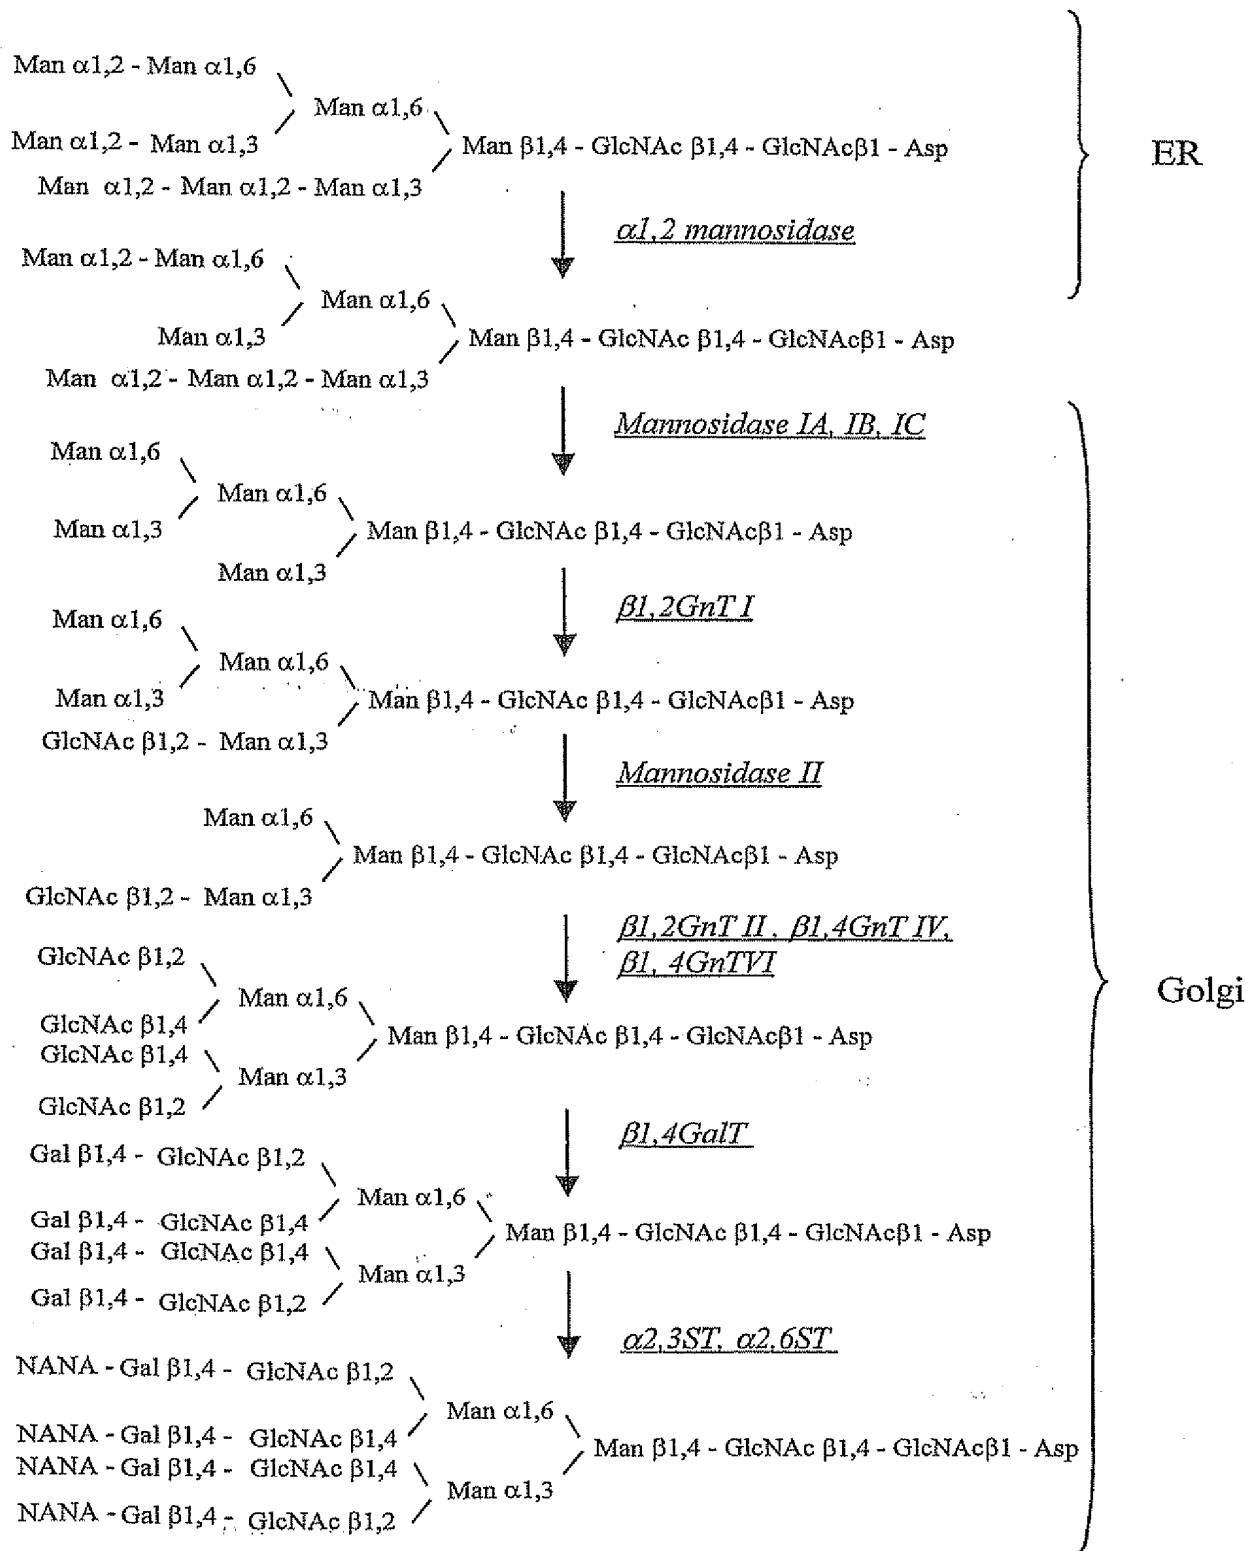 Man α1,2 - Man α1,6
Man α1,6
Man α1,2 - Man α1,3
Man β1,4 - GlcNAc β1,4 - GlcNAcβ1 - Asp
ER
Man α1,2 - Man α1,2 - Man α1,3
α1,2 mannosidase
Man α1,2 - Man α1,6
Man α1,6
Man α1,3
Man β1,4 - GlcNAc β1,4 - GlcNAcβ1 - Asp
Man α1,2 - Man α1,2 - Man α1,3
Mannosidase IA, IB, IC
Man α1,6
Man α1,6
Man α1,3
Man β1,4 - GlcNAc β1,4 - GlcNAcβ1 - Asp
Man α1,3
β1,2GnT I
Man α1,6
Man α1,6
Man α1,3
Man β1,4 - GlcNAc β1,4 - GlcNAcβ1 - Asp
GlcNAc β1,2 - Man α1,3
Mannosidase II
Man α1,6
Man β1,4 - GlcNAc β1,4 - GlcNAcβ1 - Asp
GlcNAc β1,2 - Man α1,3
β1,2GnT II, β1,4GnT IV,
β1, 4GnTVI
GlcNAc β1,2
Man α1,6
GlcNAc β1,4
Man β1,4 - GlcNAc β1,4 - GlcNAcβ1 - Asp
GlcNAc β1,4
Man α1,3
GlcNAc β1,2
Golgi
β1,4GalT
Gal β1,4 - GlcNAc β1,2
Man α1,6
Gal β1,4 - GlcNAc β1,4
Man β1,4 - GlcNAc β1,4 - GlcNAcβ1 - Asp
Gal β1,4 - GlcNAc β1,4
Man α1,3
Gal β1,4 - GlcNAc β1,2
α2,3ST, α2,6ST
NANA - Gal β1,4 - GlcNAc β1,2
Man α1,6
NANA - Gal β1,4 - GlcNAc β1,4
Man β1,4 - GlcNAc β1,4 - GlcNAcβ1 - Asp
NANA - Gal β1,4 - GlcNAc β1,4
Man α1,3
NANA - Gal β1,4 - GlcNAc β1,2